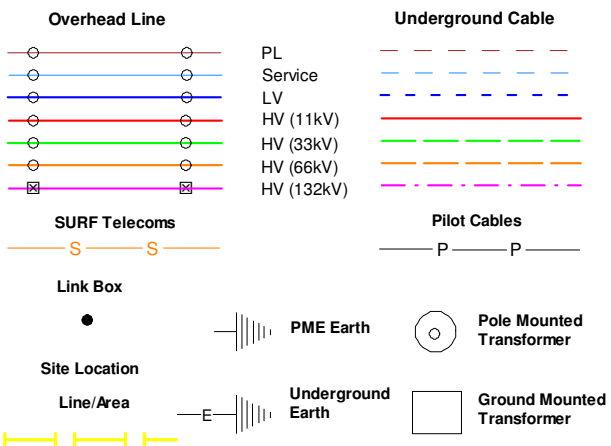 Overhead Line
Underground Cable
PL
Service
LV
HV (11kV)
HV (33kV)
HV (66kV)
HV (132kV)
SURF Telecoms
Pilot Cables
S S
P P
Link Box
PME Earth
Pole Mounted
Transformer
Site Location
Line/Area
E
Underground
Earth
Ground Mounted
Transformer